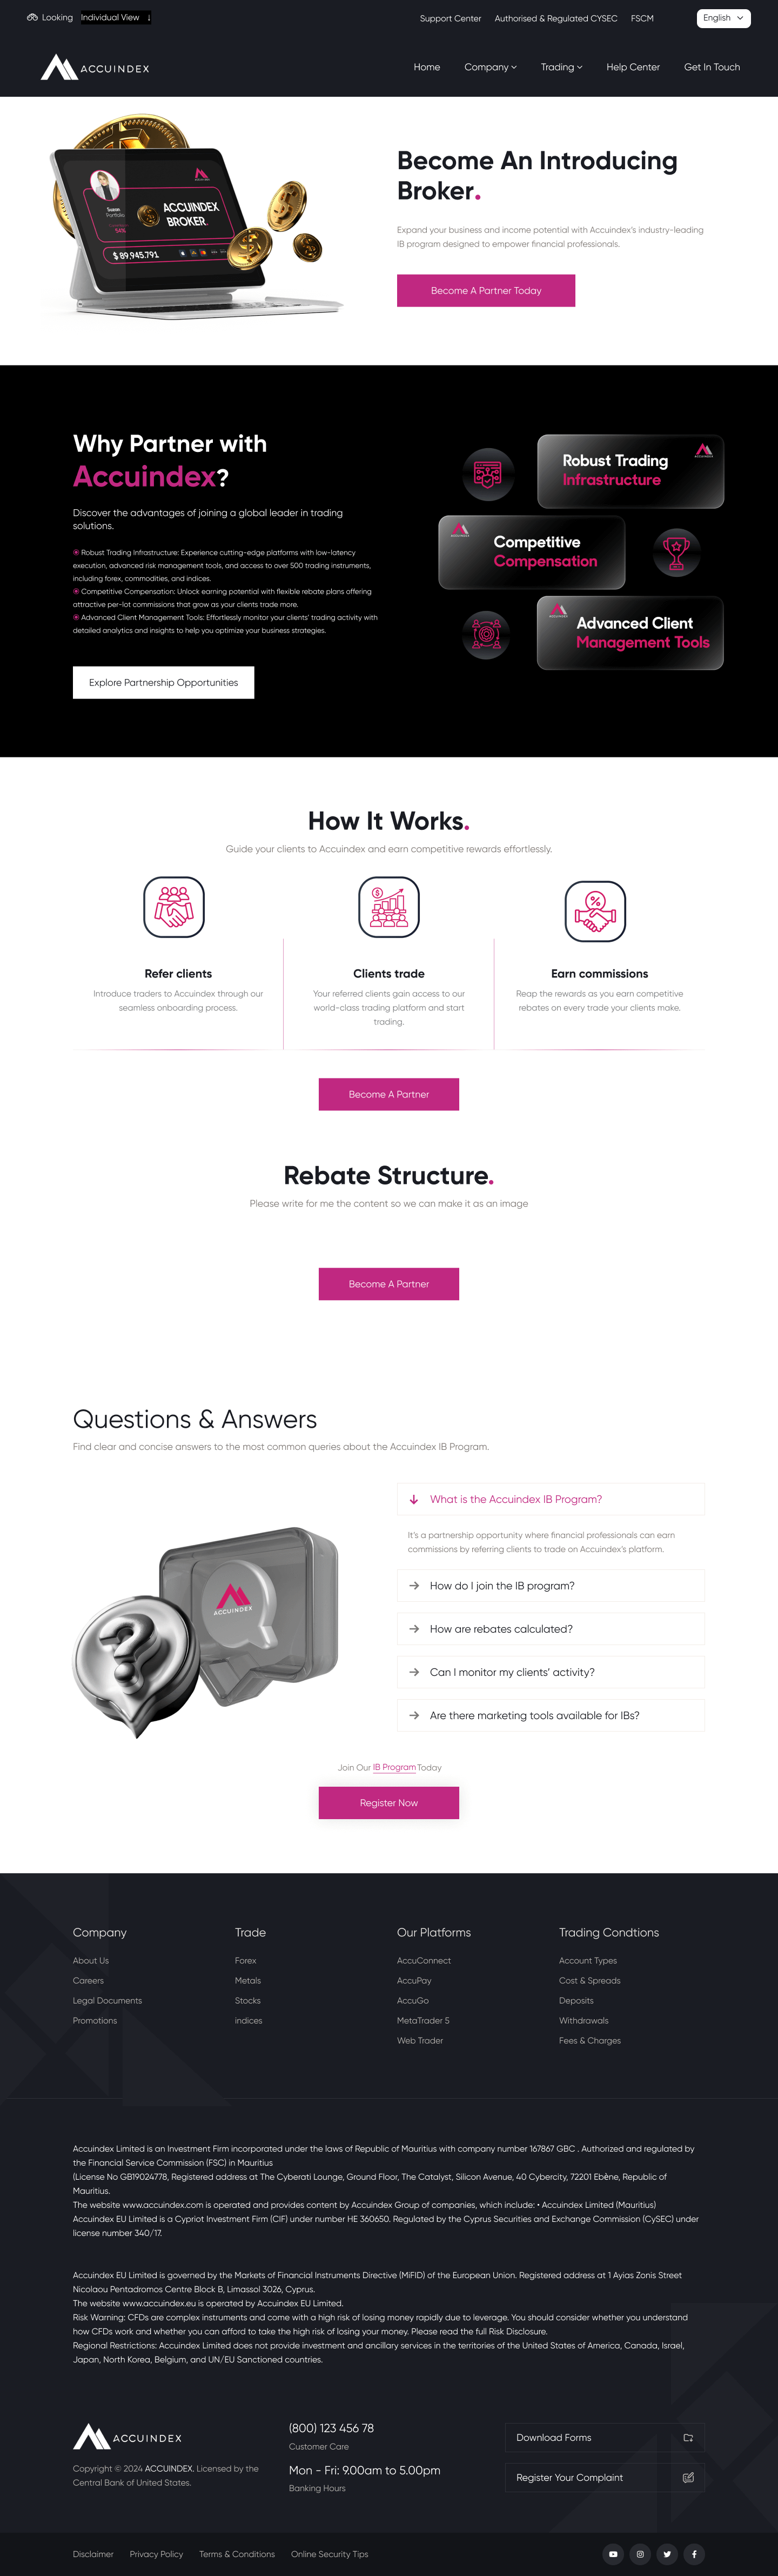 Looking Individual View ↓
Support Center Authorised & Regulated CYSEC FSCM English
ACCUINDEX
Home Company Trading Help Center Get In Touch
Become An Introducing
Broker.
Expand your business and income potential with Accuindex's industry-leading
IB program designed to empower financial professionals.
Become A Partner Today
Suzan
Portfolio
54%
ACCUINDEX
BROKER
$ 89,945,791
Why Partner with
Accuindex?
Discover the advantages of joining a global leader in trading
solutions.
Robust Trading Infrastructure: Experience cutting-edge platforms with low-latency
execution, advanced risk management tools, and access to over 500 trading instruments,
including forex, commodities, and indices.
Competitive Compensation: Unlock earning potential with flexible rebate plans offering
attractive per-lot commissions that grow as your clients trade more.
Advanced Client Management Tools: Effortlessly monitor your clients' trading activity with
detailed analytics and insights to help you optimize your business strategies.
Explore Partnership Opportunities
Robust Trading
Infrastructure
Competitive
Compensation
Advanced Client
Management Tools
How It Works.
Guide your clients to Accuindex and earn competitive rewards effortlessly.
Refer clients
Introduce traders to Accuindex through our
seamless onboarding process.
Clients trade
Your referred clients gain access to our
world-class trading platform and start
trading.
Earn commissions
Reap the rewards as you earn competitive
rebates on every trade your clients make.
Become A Partner
Rebate Structure.
Please write for me the content so we can make it as an image
Become A Partner
Questions & Answers
Find clear and concise answers to the most common queries about the Accuindex IB Program.
ACCUINDEX
What is the Accuindex IB Program?
It's a partnership opportunity where financial professionals can earn
commissions by referring clients to trade on Accuindex's platform.
How do I join the IB program?
How are rebates calculated?
Can I monitor my clients' activity?
Are there marketing tools available for IBs?
Join Our IB Program Today
Register Now
Company
About Us
Careers
Legal Documents
Promotions
Trade
Forex
Metals
Stocks
indices
Our Platforms
AccuConnect
AccuPay
AccuGo
MetaTrader 5
Web Trader
Trading Condtions
Account Types
Cost & Spreads
Deposits
Withdrawals
Fees & Charges
Accuindex Limited is an Investment Firm incorporated under the laws of Republic of Mauritius with company number 167867 GBC . Authorized and regulated by
the Financial Service Commission (FSC) in Mauritius
(License No GB19024778, Registered address at The Cyberati Lounge, Ground Floor, The Catalyst, Silicon Avenue, 40 Cybercity, 72201 Ebène, Republic of
Mauritius.
The website www.accuindex.com is operated and provides content by Accuindex Group of companies, which include: • Accuindex Limited (Mauritius)
Accuindex EU Limited is a Cypriot Investment Firm (CIF) under number HE 360650. Regulated by the Cyprus Securities and Exchange Commission (CySEC) under
license number 340/17.
Accuindex EU Limited is governed by the Markets of Financial Instruments Directive (MiFID) of the European Union. Registered address at 1 Ayias Zonis Street
Nicolaou Pentadromos Centre Block B, Limassol 3026, Cyprus.
The website www.accuindex.eu is operated by Accuindex EU Limited.
Risk Warning: CFDs are complex instruments and come with a high risk of losing money rapidly due to leverage. You should consider whether you understand
how CFDs work and whether you can afford to take the high risk of losing your money. Please read the full Risk Disclosure.
Regional Restrictions: Accuindex Limited does not provide investment and ancillary services in the territories of the United States of America, Canada, Israel,
Japan, North Korea, Belgium, and UN/EU Sanctioned countries.
ACCUINDEX
Copyright © 2024 ACCUINDEX. Licensed by the
Central Bank of United States.
(800) 123 456 78
Customer Care
Mon - Fri: 9.00am to 5.00pm
Banking Hours
Download Forms
Register Your Complaint
Disclaimer Privacy Policy Terms & Conditions Online Security Tips